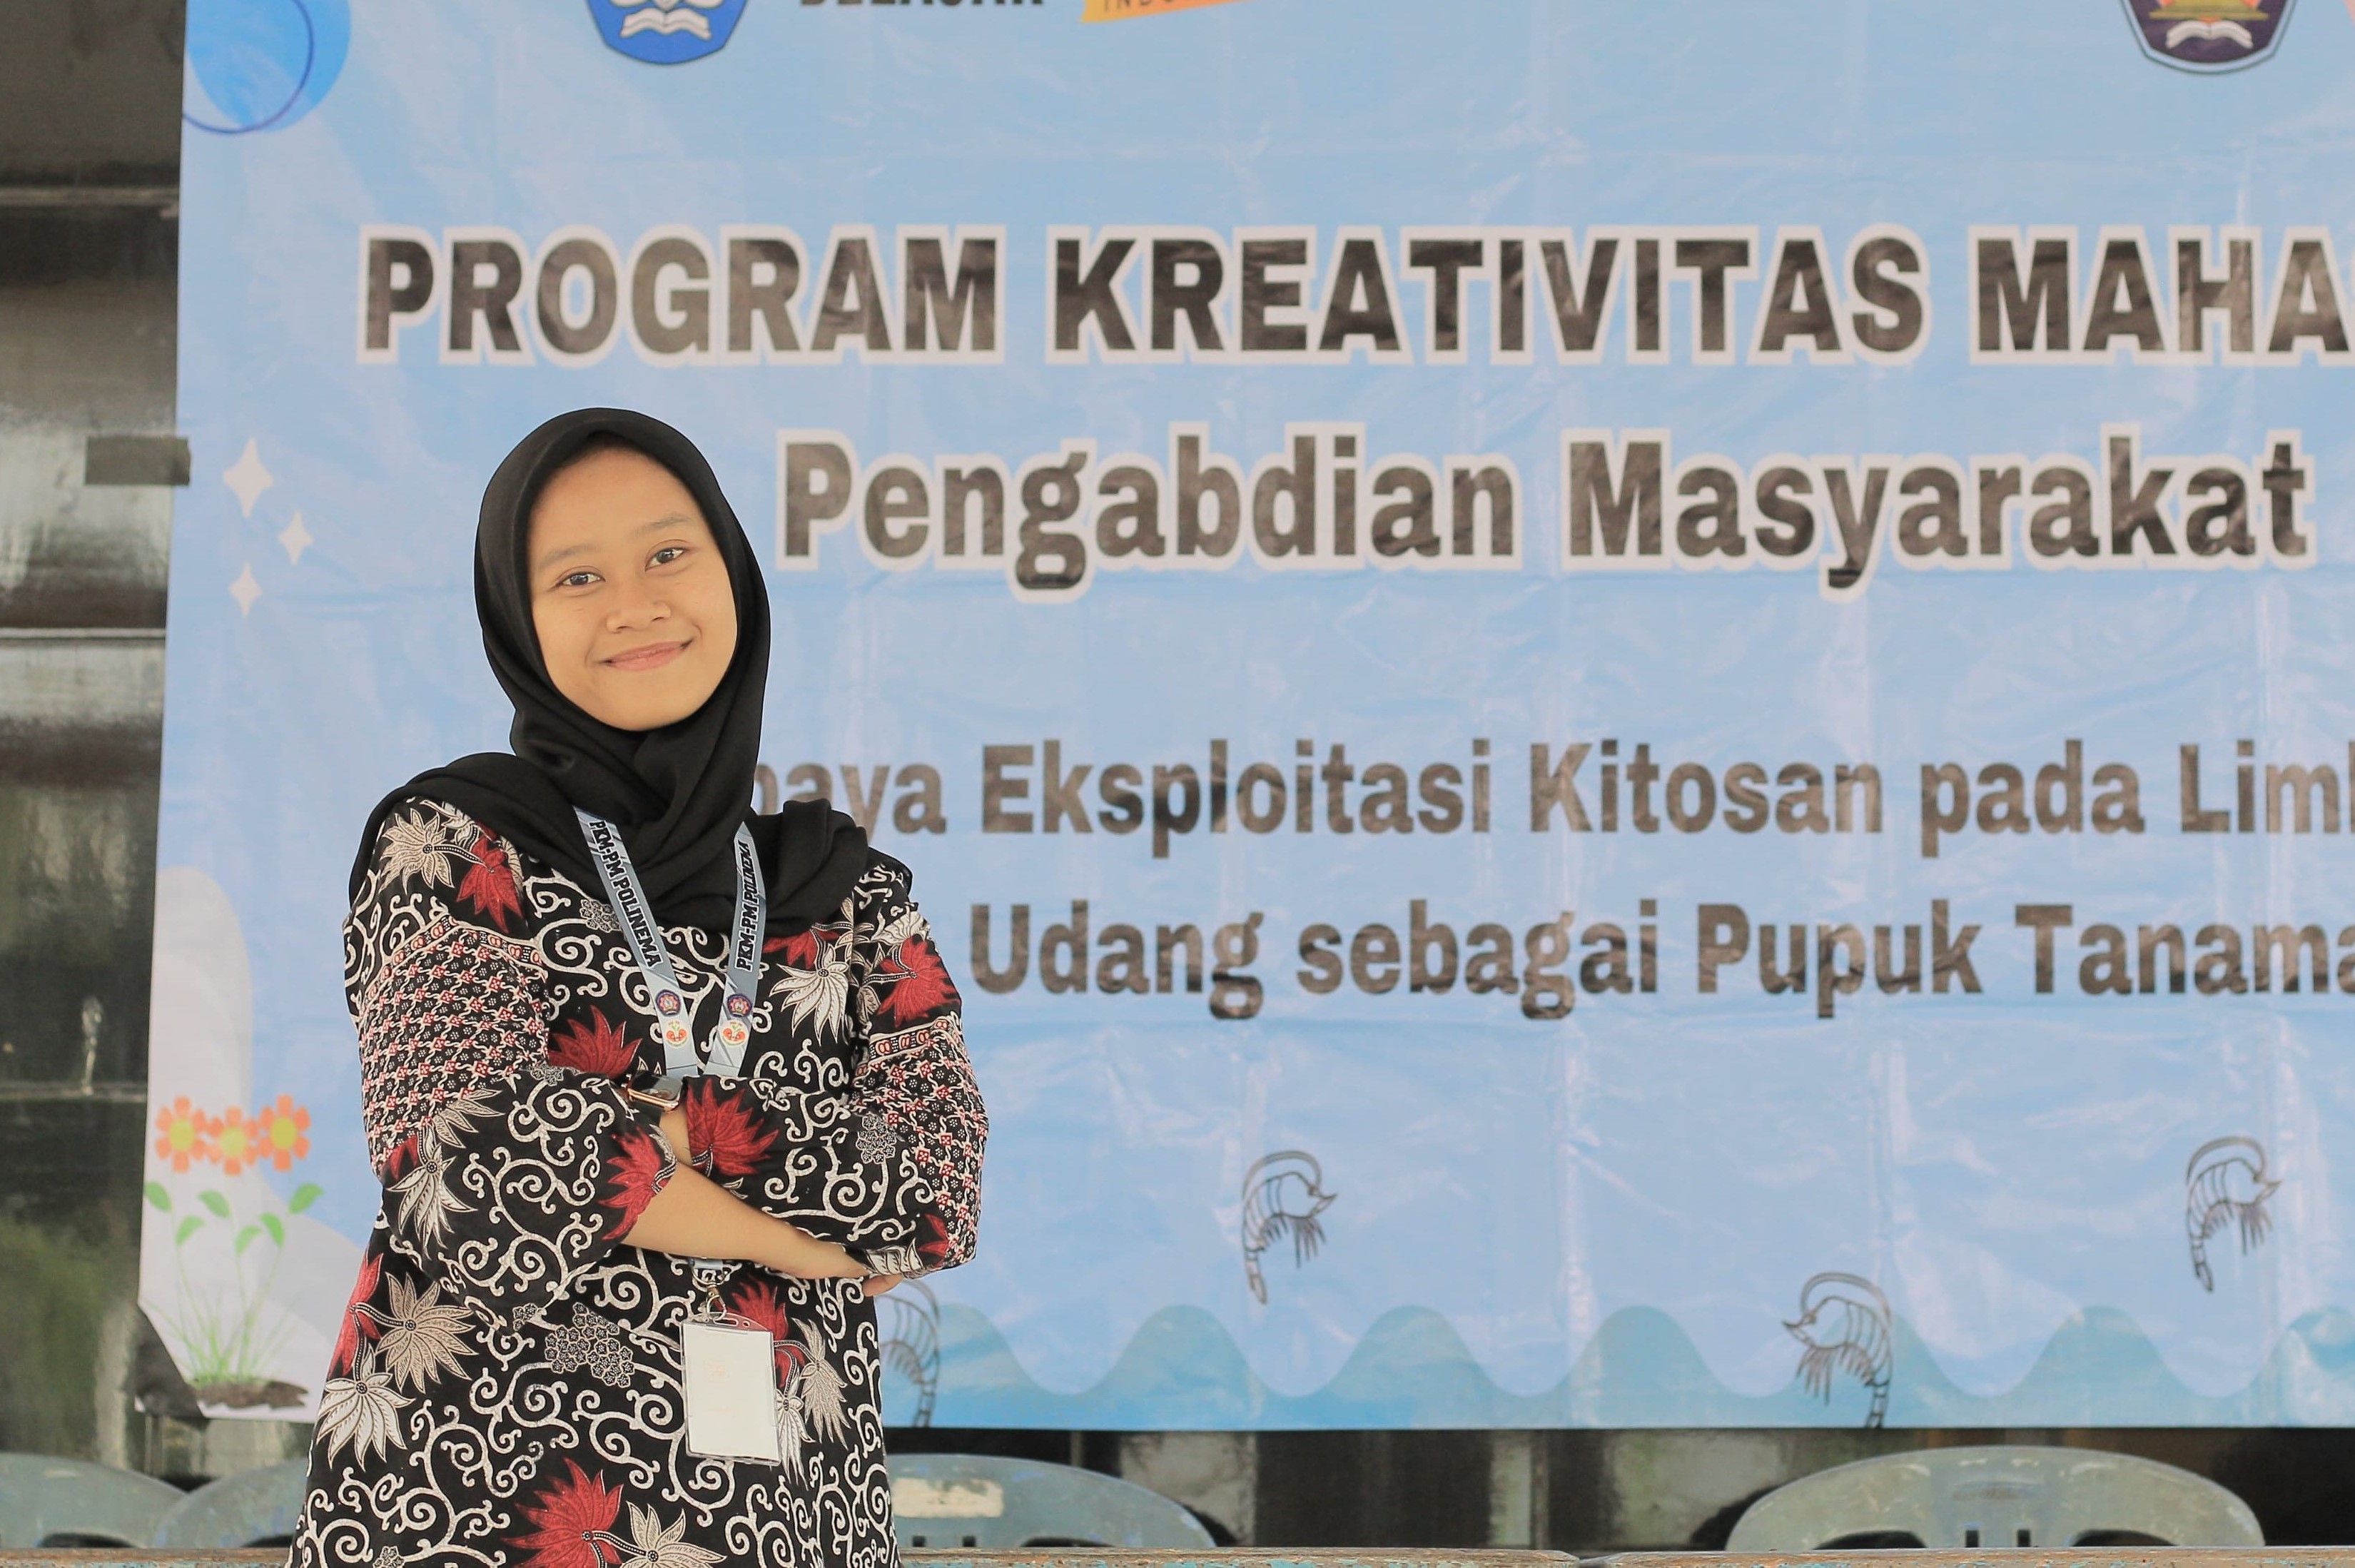 PROGRAM KREATIVITAS MAHA
Pengabdian Masyarakat
paya Eksploitasi Kitosan pada Lim
Udang sebagai Pupuk Tanama
PKM-PM POLINEMA
PKM-PM POLINEMA